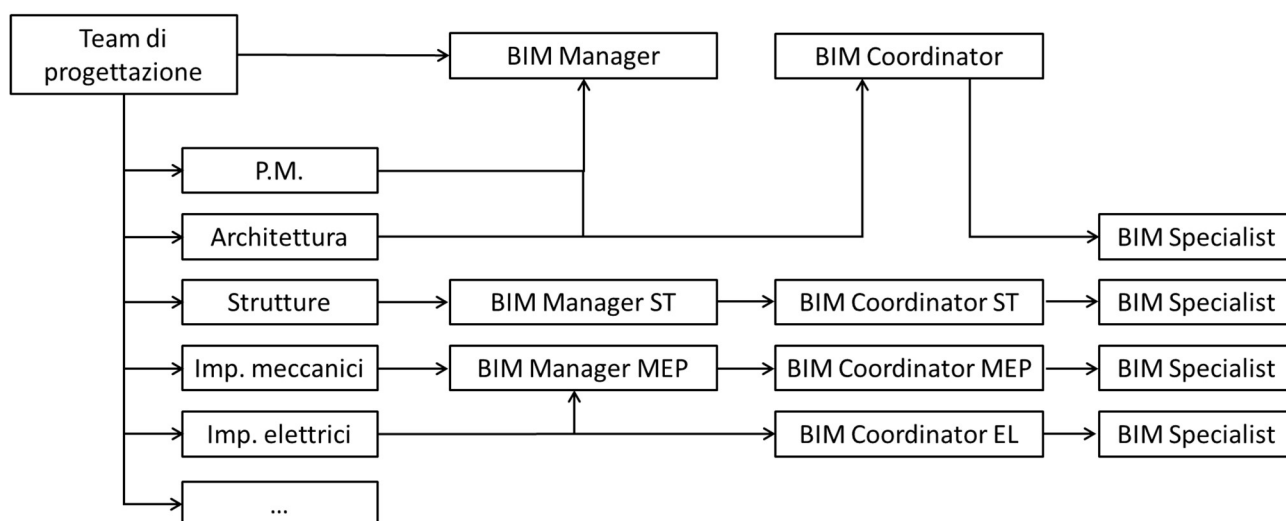 Team di
progettazione
BIM Manager
BIM Coordinator
P.M.
Architettura
BIM Specialist
Strutture
BIM Manager ST
BIM Coordinator ST
BIM Specialist
Imp. meccanici
BIM Manager MEP
BIM Coordinator MEP
BIM Specialist
Imp. elettrici
BIM Coordinator EL
BIM Specialist
...